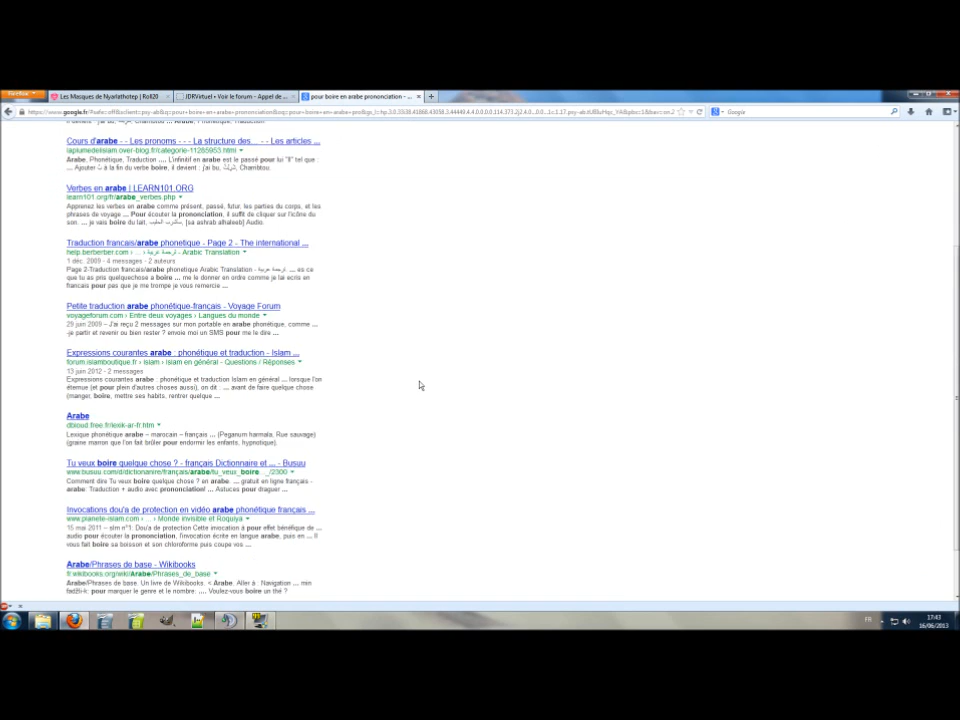 Firefox
Les Masques de Nyarlathotep | Roll20
JDRVirtuel • Voir le forum - Appel de ...
pour boire en arabe prononciation - ...
Google
Cours d'arabe - - Les pronoms - - - La structure des... - Les articles ...
laplumedelislam.over-blog.fr/categorie-11265953.html
Arabe, Phonétique, Traduction .... L'infinitif en arabe est le passé pour lui "Il" tel que :
Verbes en arabe | LEARN101.ORG
learn101.org/fr/arabe_verbes.php
Apprenez les verbes en arabe comme présent, passé, futur, les parties du corps, et les
phrases de voyage ... Pour écouter la prononciation, il suffit de cliquer sur l'icône du
son. ... je vais boire du lait, [sa ashrab alhaleeb] Audio.
Traduction francais/arabe phonetique - Page 2 - The international ...
help.berberber.com › ... › ترجمة عربية - Arabic Translation
1 déc. 2009 - 4 messages - 2 auteurs
Page 2-Traduction francais/arabe phonetique Arabic Translation - ترجمة عربية. ... es ce
que tu as pris quelquechose a boire ... me le donner en ordre comme je lai ecris en
francais pour pas que je me trompe je vous remercie ...
Petite traduction arabe phonétique-français - Voyage Forum
voyageforum.com › Entre deux voyages › Langues du monde
29 juin 2009 – J'ai reçu 2 messages sur mon portable en arabe phonétique, comme ...
-je partir et revenir ou bien rester ? envoie moi un SMS pour me le dire ...
Expressions courantes arabe : phonétique et traduction - Islam ...
forum.islamboutique.fr › islam › Islam en général - Questions / Réponses
13 juin 2012 - 2 messages
Expressions courantes arabe : phonétique et traduction Islam en général ... lorsque l'on
éternue (et pour plein d'autres choses aussi), on dit : ... avant de faire quelque chose
(manger, boire, mettre ses habits, rentrer quelque ...
Arabe
dbloud.free.fr/lexik-ar-fr.htm
Lexique phonétique arabe – marocain – français ... (Peganum harmala, Rue sauvage)
(graine marron que l'on fait brûler pour endormir les enfants, hypnotique).
Tu veux boire quelque chose ? - français Dictionnaire et ... - Busuu
www.busuu.com/d/dictionnaire/français/arabe/tu_veux_boire... /2300
Comment dire Tu veux boire quelque chose ? en arabe. ... gratuit en ligne français -
arabe: Traduction + audio avec prononciation! ... Astuces pour draguer ...
Invocations dou'a de protection en vidéo arabe phonétique français ...
www.planete-islam.com › ... › Monde invisible et Roquiya
15 mai 2011 – slm n°1: Dou'a de protection Cette invocation à pour effet bénéfique de ...
audio pour écouter la prononciation, l'invocation écrite en langue arabe, puis en ... Il
vous fait boire sa boisson et son chloroforme puis coupe vos ...
Arabe/Phrases de base - Wikibooks
fr.wikibooks.org/wiki/Arabe/Phrases_de_base
Arabe/Phrases de base. Un livre de Wikibooks. < Arabe. Aller à : Navigation ... min
pour marquer le genre et le nombre. .... Voulez-vous boire un thé ?
FR
17:43
16/06/2013